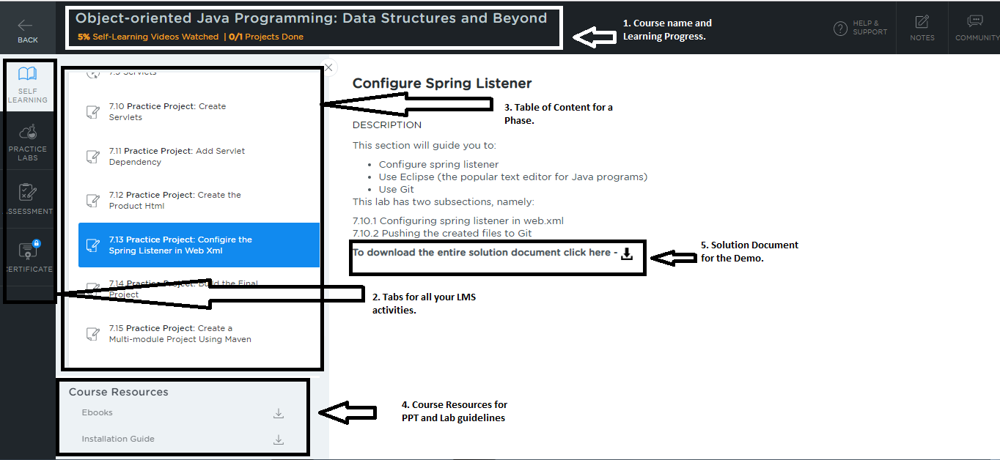 BACK
Object-oriented Java Programming: Data Structures and Beyond
5% Self-Learning Videos Watched | 0/1 Projects Done
1. Course name and
Learning Progress.
HELP &
SUPPORT
NOTES
COMMUNITY
SELF
LEARNING
PRACTICE
LABS
ASSESSMENT
CERTIFICATE
7.9 Servlets
7.10 Practice Project: Create
Servlets
7.11 Practice Project: Add Servlet
Dependency
7.12 Practice Project: Create the
Product Html
7.13 Practice Project: Configire the
Spring Listener in Web Xml
7.14 Practice Project: Build the Final
Project
7.15 Practice Project: Create a
Multi-module Project Using Maven
Course Resources
Ebooks
Installation Guide
Configure Spring Listener
3. Table of Content for a
Phase.
DESCRIPTION
This section will guide you to:
• Configure spring listener
• Use Eclipse (the popular text editor for Java programs)
• Use Git
This lab has two subsections, namely:
7.10.1 Configuring spring listener in web.xml
7.10.2 Pushing the created files to Git
To download the entire solution document click here -
5. Solution Document
for the Demo.
2. Tabs for all your LMS
activities.
4. Course Resources for
PPT and Lab guidelines